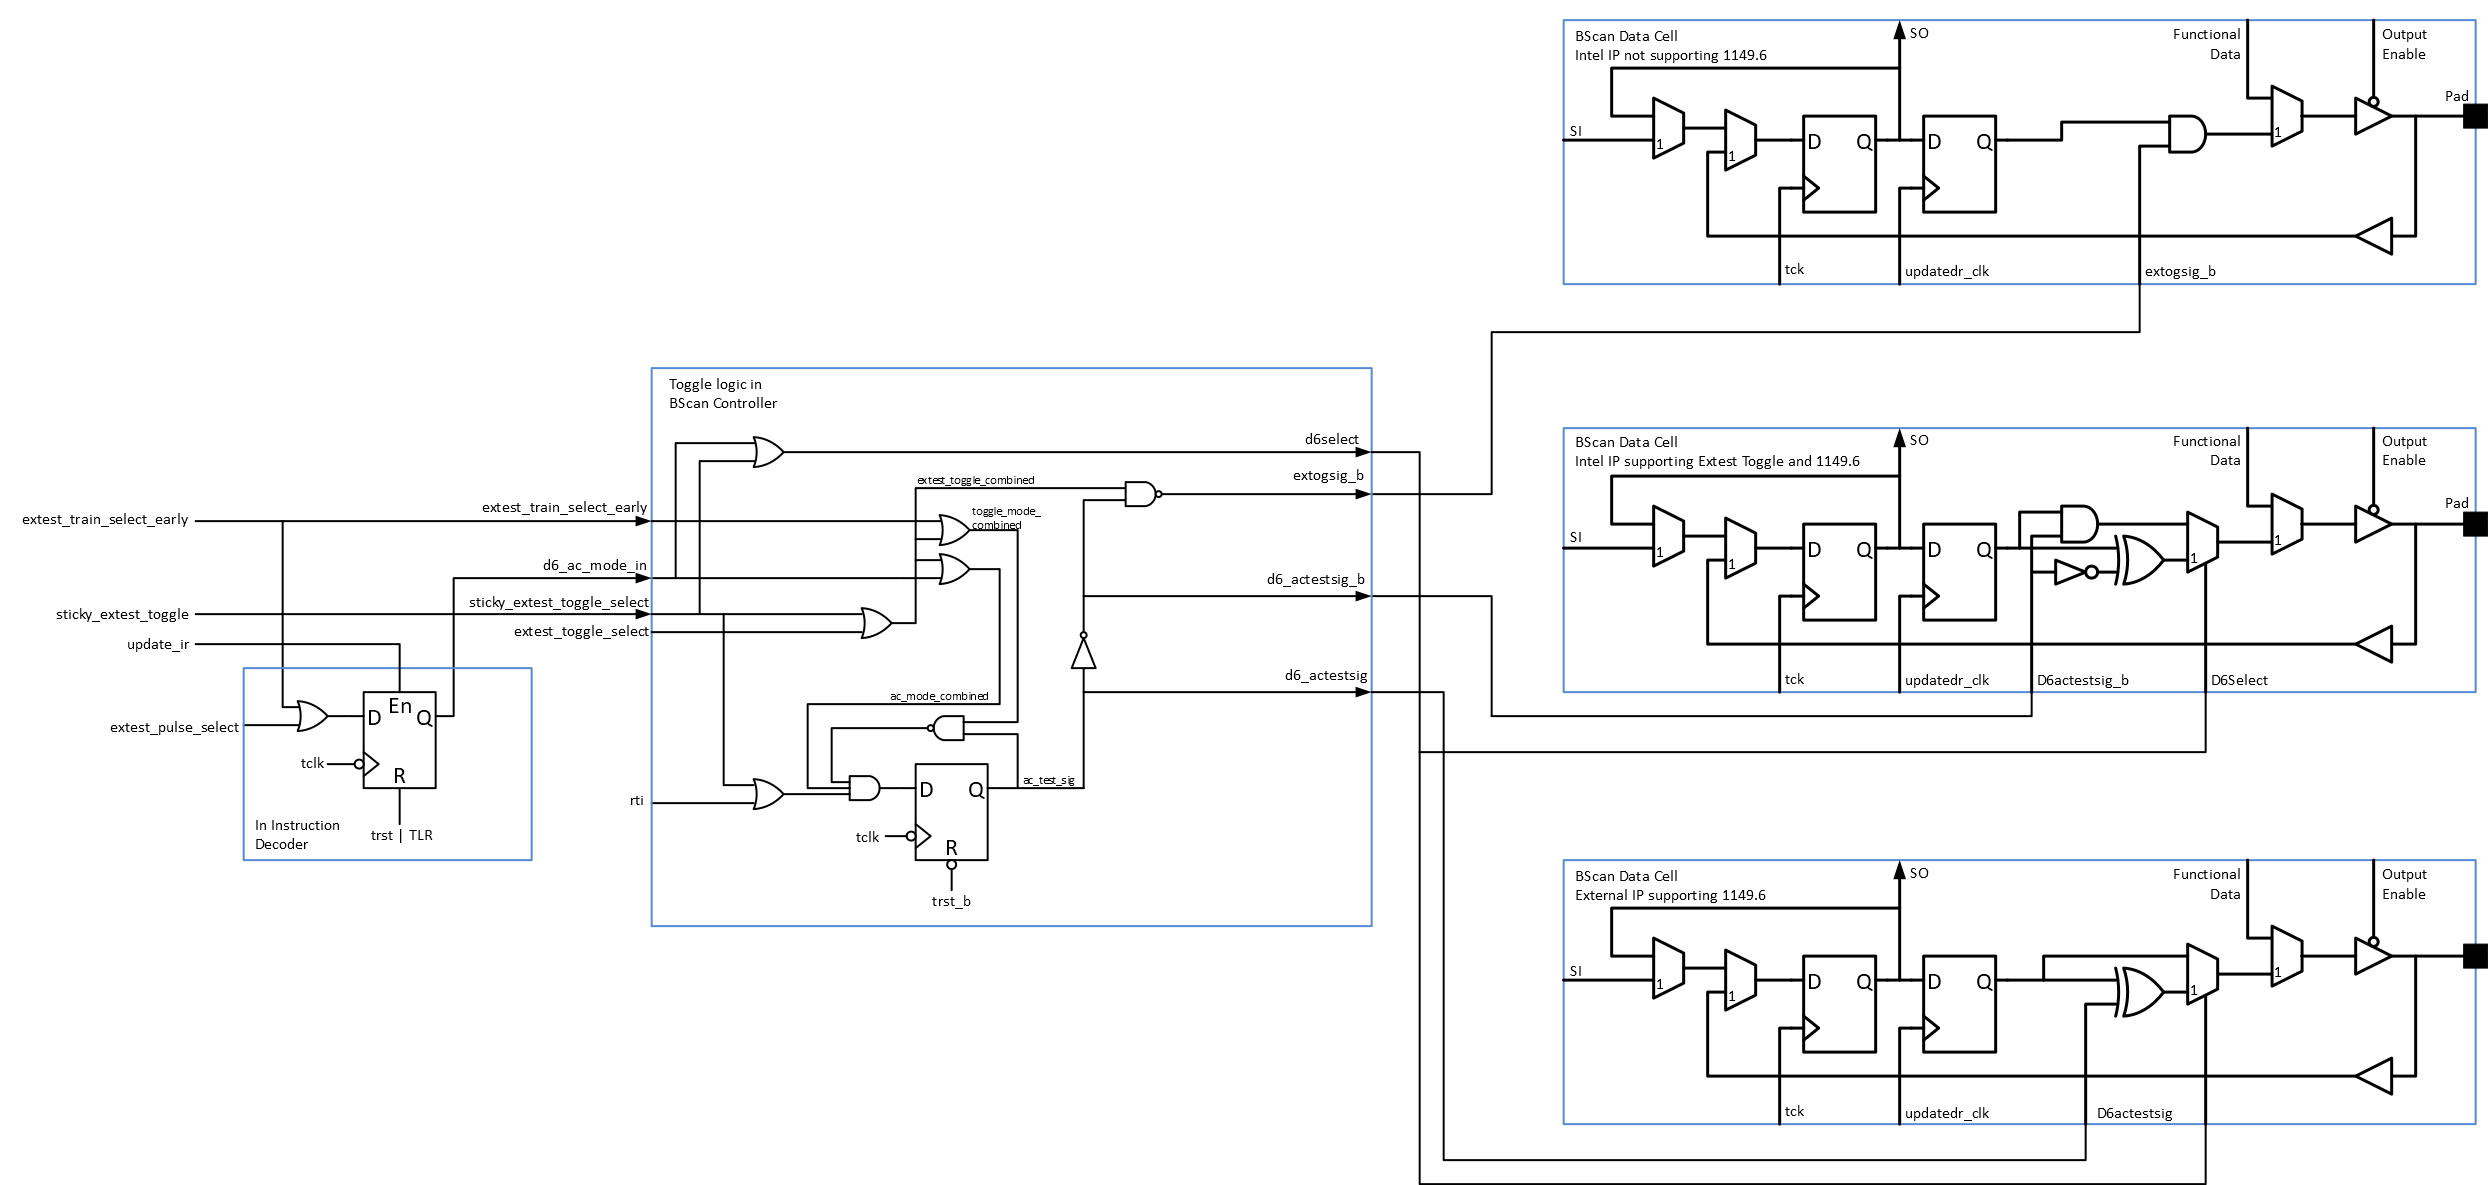 BScan Data Cell
Intel IP not supporting 1149.6
SO
Functional
Data
Output
Enable
Pad
SI
1
1
D
Q
D
Q
1
tck
updatedr_clk
extogsig_b
Toggle logic in
BScan Controller
d6select
extogsig_b
extest_toggle_combined
toggle_mode_
combined
extest_train_select_early
extest_train_select_early
d6_ac_mode_in
d6_actestsig_b
sticky_extest_toggle
sticky_extest_toggle_select
extest_toggle_select
update_ir
d6_actestsig
ac_mode_combined
extest_pulse_select
D
En
Q
tclk
R
trst | TLR
In Instruction
Decoder
rti
D
Q
ac_test_sig
tclk
R
trst_b
BScan Data Cell
Intel IP supporting Extest Toggle and 1149.6
SO
Functional
Data
Output
Enable
Pad
SI
1
1
D
Q
D
Q
1
1
tck
updatedr_clk
D6actestsig_b
D6Select
BScan Data Cell
External IP supporting 1149.6
SO
Functional
Data
Output
Enable
SI
1
1
D
Q
D
Q
1
1
tck
updatedr_clk
D6actestsig